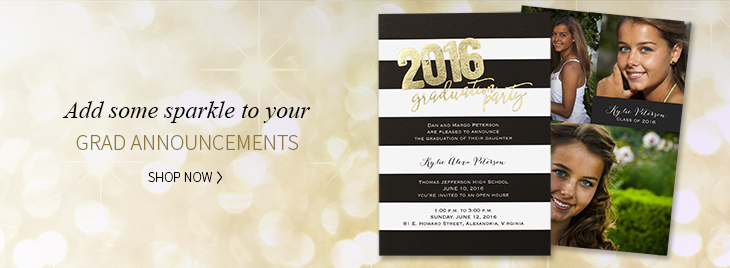 Add some sparkle to your
GRAD ANNOUNCEMENTS
SHOP NOW >
2016
graduation
party
DAN AND MARGO PETERSON
ARE PLEASED TO ANNOUNCE
THE GRADUATION OF THEIR DAUGHTER
Kylie Alexa Peterson
THOMAS JEFFERSON HIGH SCHOOL
JUNE 10, 2016
YOU'RE INVITED TO AN OPEN HOUSE
1:00 P.M. TO 3:00 P.M.
SUNDAY, JUNE 12, 2016
81 E. HOWARD STREET, ALEXANDRIA, VIRGINIA
Kylie Peterson
CLASS OF 2016